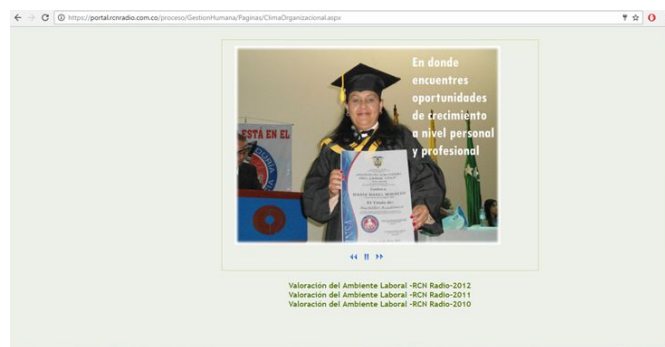 https://portal.rcnradio.com.co/proceso/GestionHumana/Paginas/ClimaOrganizacional.aspx
En donde
encuentres
oportunidades
de crecimiento
a nivel personal
y profesional
ESTÁ EN EL
Valoración del Ambiente Laboral -RCN Radio-2012
Valoración del Ambiente Laboral -RCN Radio-2011
Valoración del Ambiente Laboral -RCN Radio-2010